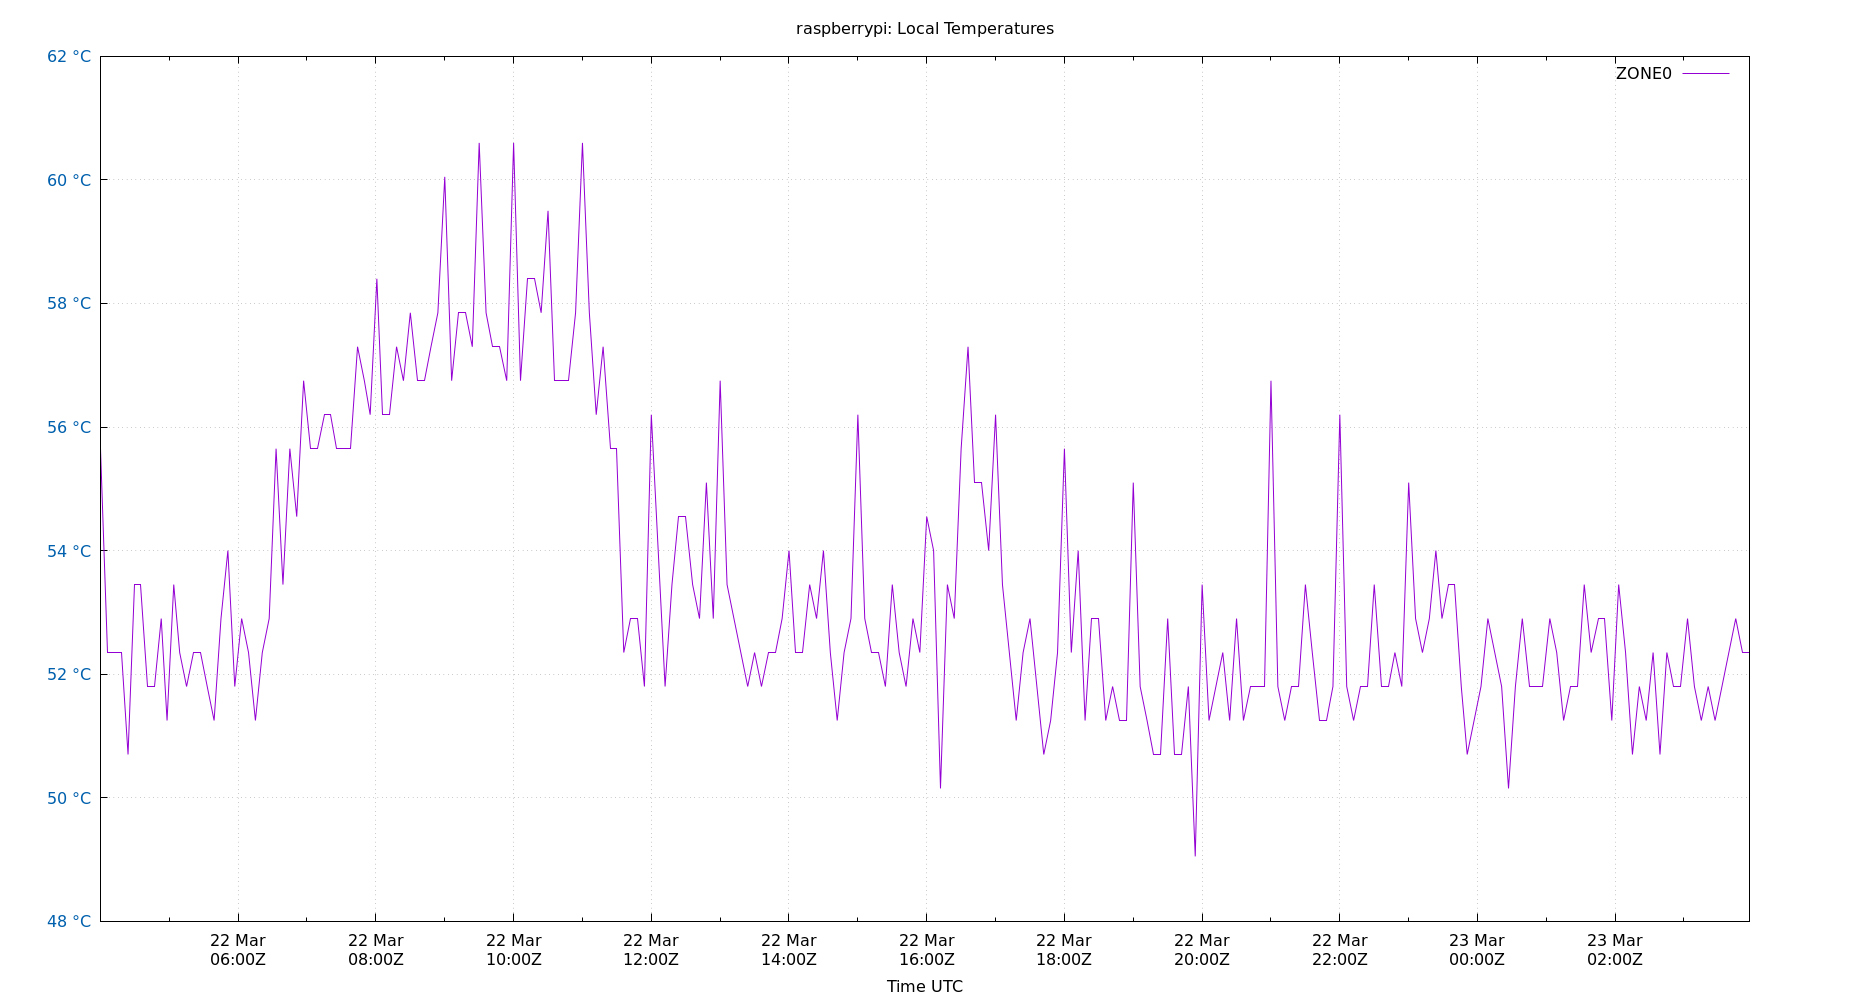 raspberrypi: Local Temperatures
62 °C
ZONE0
60 °C
58 °C
56 °C
54 °C
52 °C
50 °C
48 °C
22 Mar 22 Mar 22 Mar 22 Mar 22 Mar 22 Mar 22 Mar 22 Mar 22 Mar 23 Mar 23 Mar
06:00Z 08:00Z 10:00Z 12:00Z 14:00Z 16:00Z 18:00Z 20:00Z 22:00Z 00:00Z 02:00Z
Time UTC